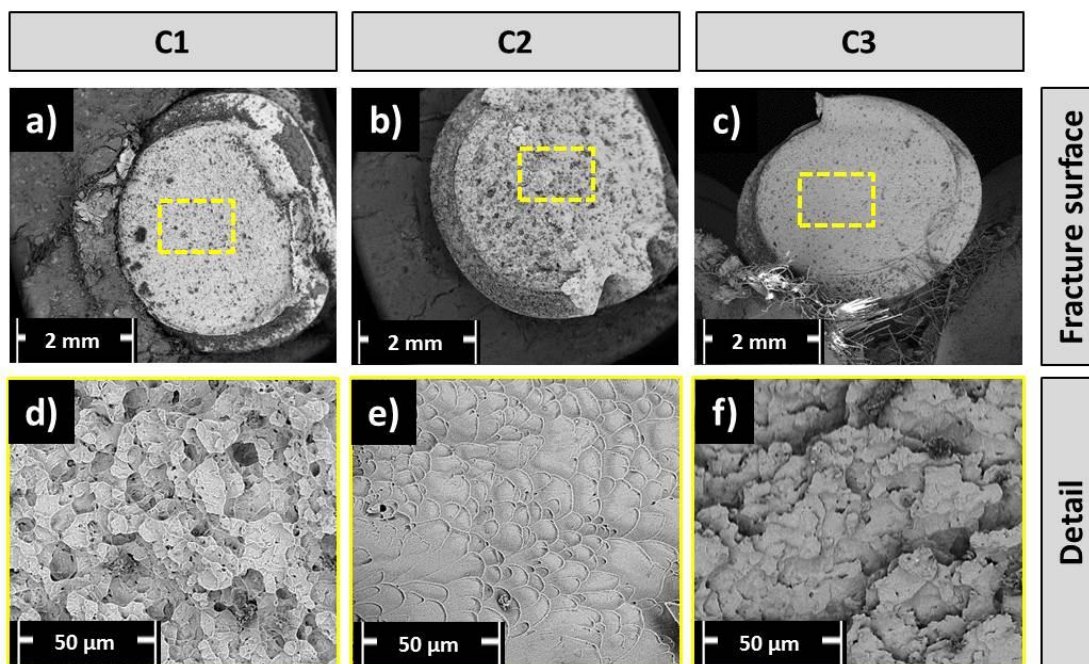 C1
C2
C3
a)
b)
c)
Fracture surface
2 mm
2 mm
2 mm
d)
e)
f)
Detail
50 µm
50 µm
50 µm